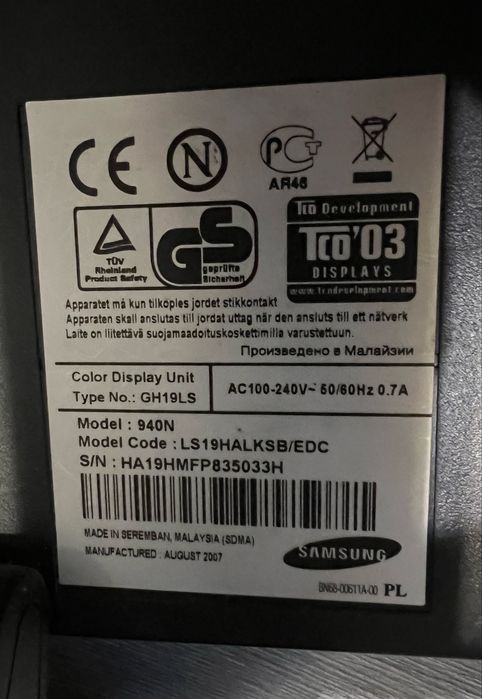 CE
N
PCT
AR46
TÜV
Rheinland
Product Safety
GS
geprüfte
Sicherheit
TCO Development
TCO'03
DISPLAYS
www.tcodevelopment.com
Apparatet må kun tilkoples jordet stikkontakt
Apparaten skall anslutas till jordat uttag när den ansluts till ett nätverk
Laite on liitettävä suojamaadoituskoskettimilla varustettuun.
Произведено в Малайзии
Color Display Unit
Type No.: GH19LS
AC100-240V~ 50/60Hz 0.7A
Model : 940N
Model Code : LS19HALKSB/EDC
S/N : HA19HMFP835033H
MADE IN SEREMBAN, MALAYSIA (SDMA)
MANUFACTURED : AUGUST 2007
SAMSUNG
BN68-00611A-00 PL